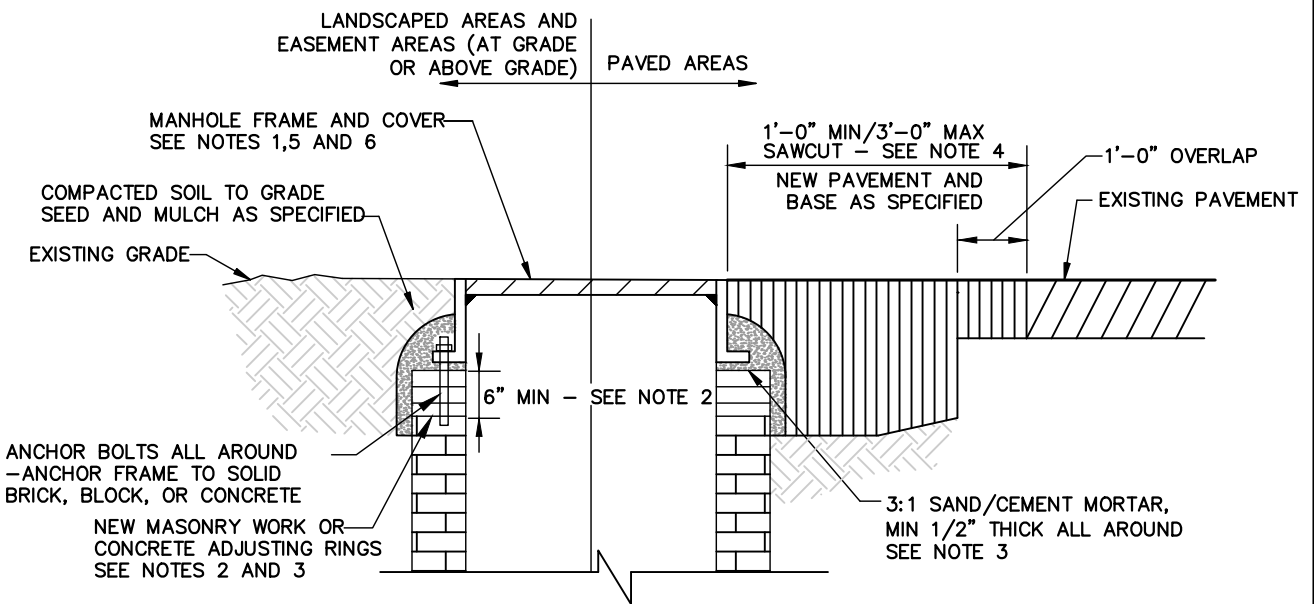 LANDSCAPED AREAS AND
EASEMENT AREAS (AT GRADE
OR ABOVE GRADE)
PAVED AREAS
MANHOLE FRAME AND COVER
SEE NOTES 1,5 AND 6
1'-0" MIN/3'-0" MAX
SAWCUT – SEE NOTE 4
NEW PAVEMENT AND
BASE AS SPECIFIED
1'-0" OVERLAP
EXISTING PAVEMENT
COMPACTED SOIL TO GRADE
SEED AND MULCH AS SPECIFIED
EXISTING GRADE
6" MIN – SEE NOTE 2
ANCHOR BOLTS ALL AROUND
–ANCHOR FRAME TO SOLID
BRICK, BLOCK, OR CONCRETE
NEW MASONRY WORK OR
CONCRETE ADJUSTING RINGS
SEE NOTES 2 AND 3
3:1 SAND/CEMENT MORTAR,
MIN 1/2" THICK ALL AROUND
SEE NOTE 3